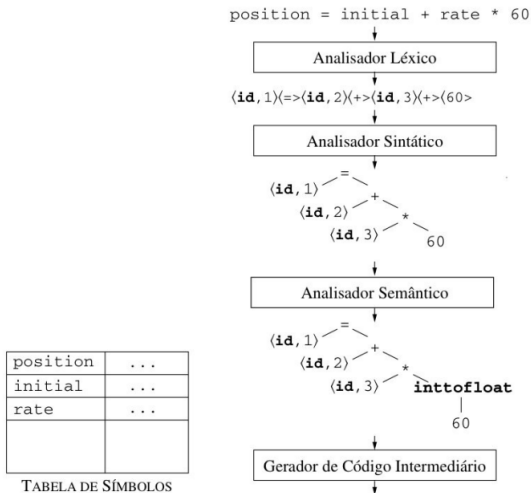 position = initial + rate * 60
Analisador Léxico
⟨id,1⟩⟨=>⟨id,2⟩⟨+>⟨id,3⟩⟨+>⟨60>
Analisador Sintático
=
⟨id,1⟩
+
⟨id,2⟩
*
⟨id,3⟩
60
Analisador Semântico
=
⟨id,1⟩
+
⟨id,2⟩
*
⟨id,3⟩ inttofloat
60
Gerador de Código Intermediário
position ...
initial ...
rate ...
TABELA DE SÍMBOLOS